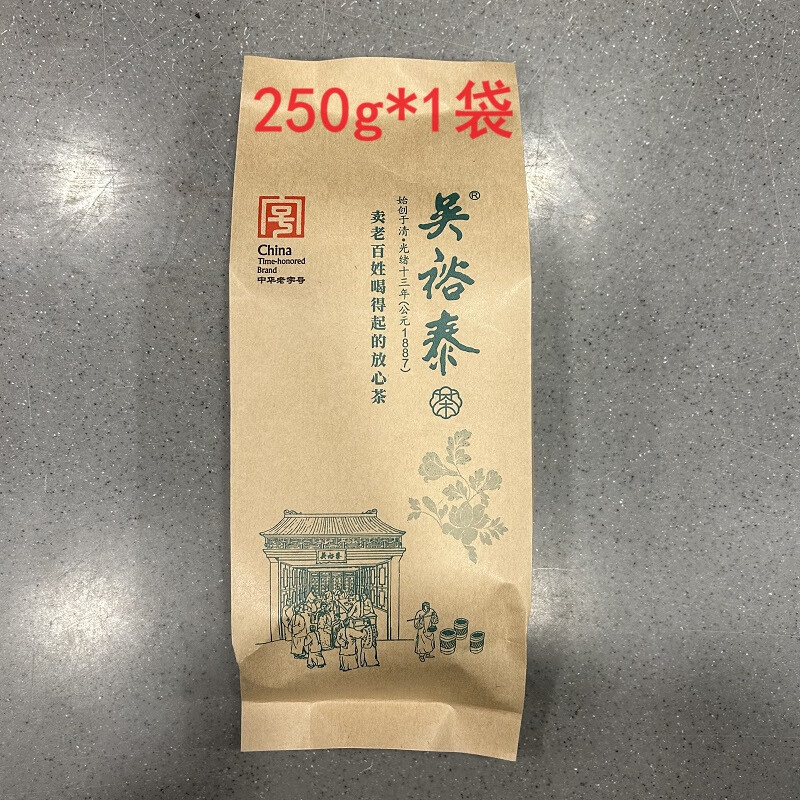 250g*1袋
吴裕泰®
茶
始创于清·光绪十三年(公元1887)
卖老百姓喝得起的放心茶
China
Time-honored
Brand
中华老字号
吴裕泰